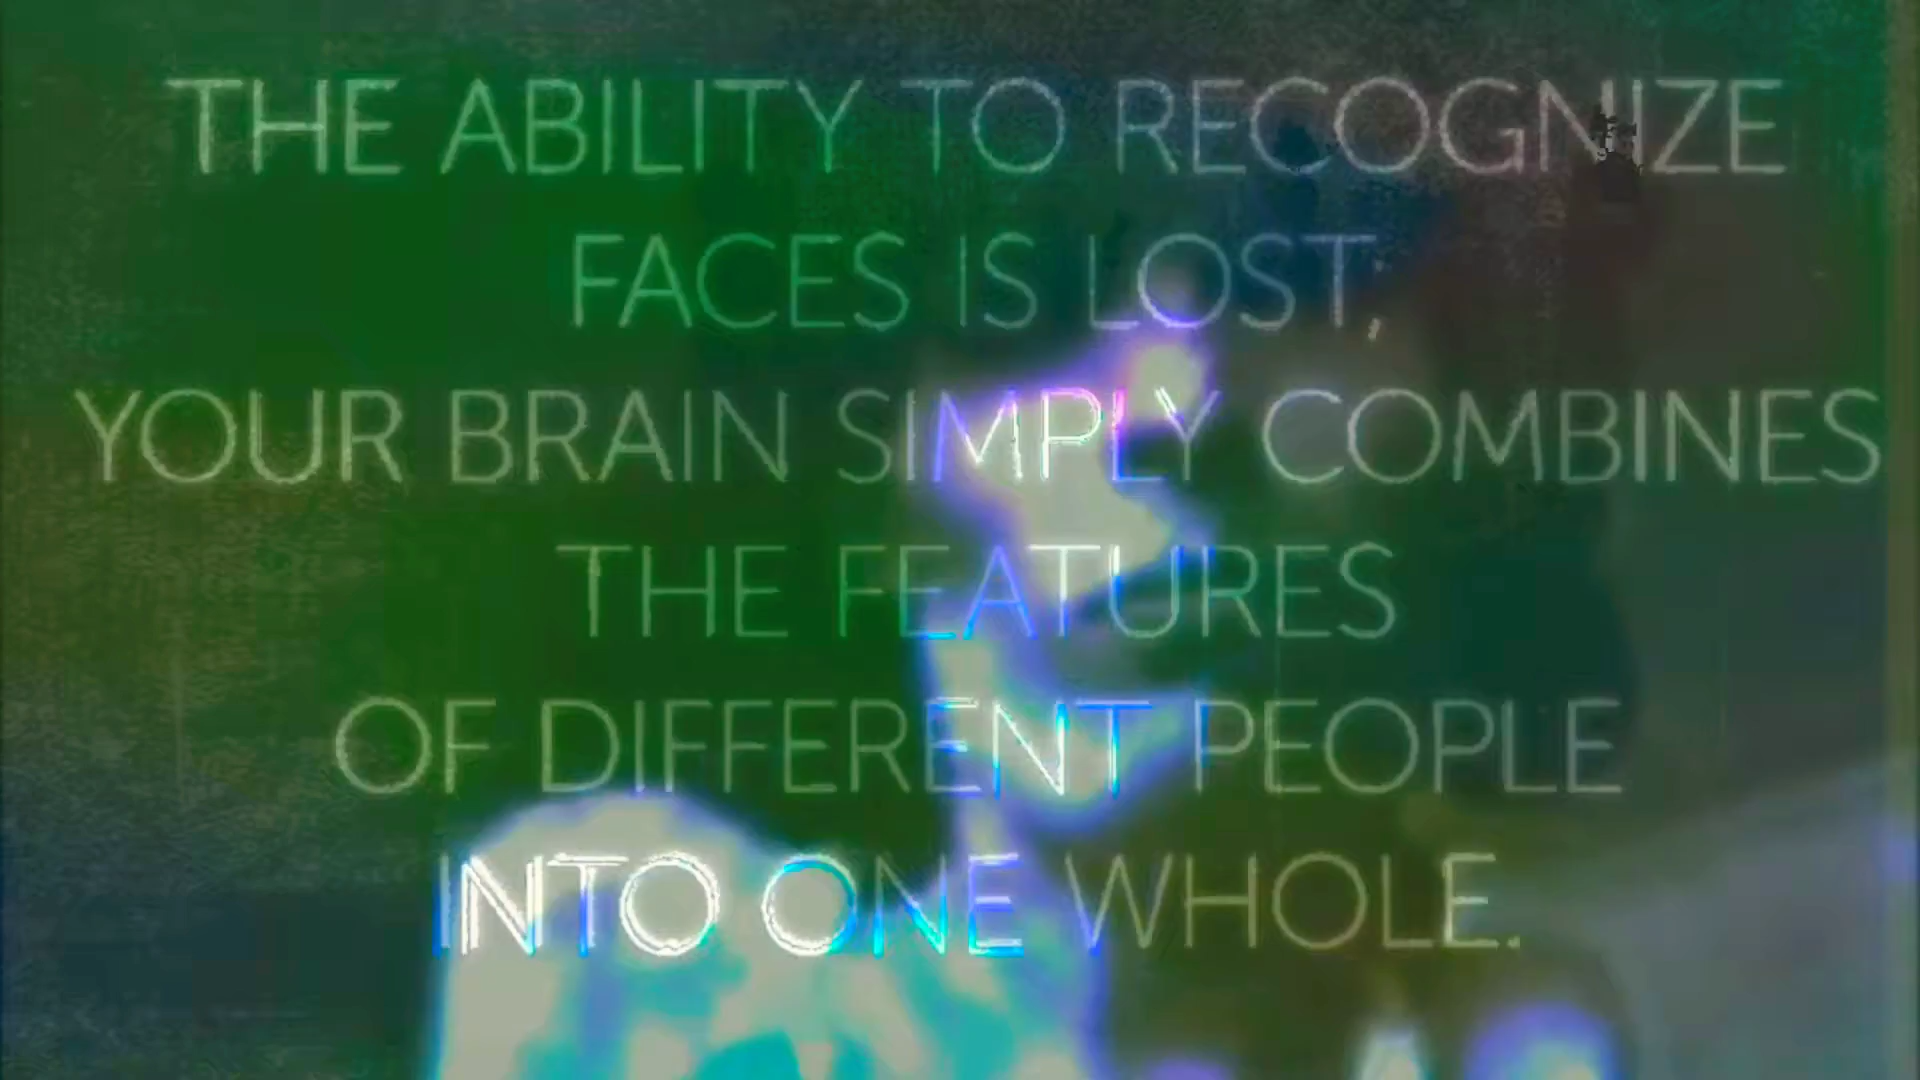 THE ABILITY TO RECOGNIZE
FACES IS LOST,
YOUR BRAIN SIMPLY COMBINES
THE FEATURES
OF DIFFERENT PEOPLE
INTO ONE WHOLE.